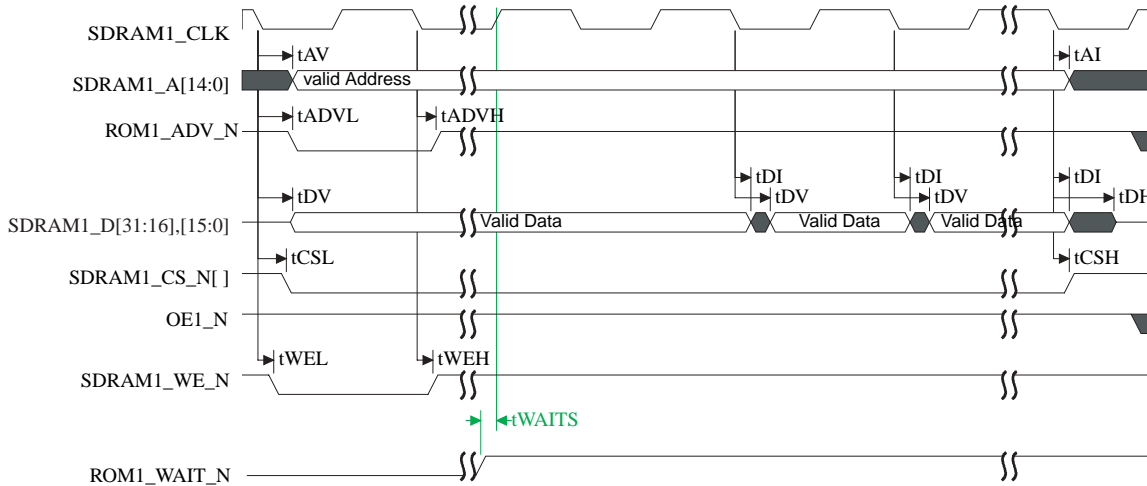 SDRAM1_CLK
tAV
tAI
SDRAM1_A[14:0]
valid Address
tADVL
tADVH
ROM1_ADV_N
tDI
tDI
tDI
tDV
tDV
tDV
tDH
SDRAM1_D[31:16],[15:0]
Valid Data
Valid Data
Valid Data
tCSL
tCSH
SDRAM1_CS_N[ ]
OE1_N
tWEL
tWEH
SDRAM1_WE_N
tWAITS
ROM1_WAIT_N